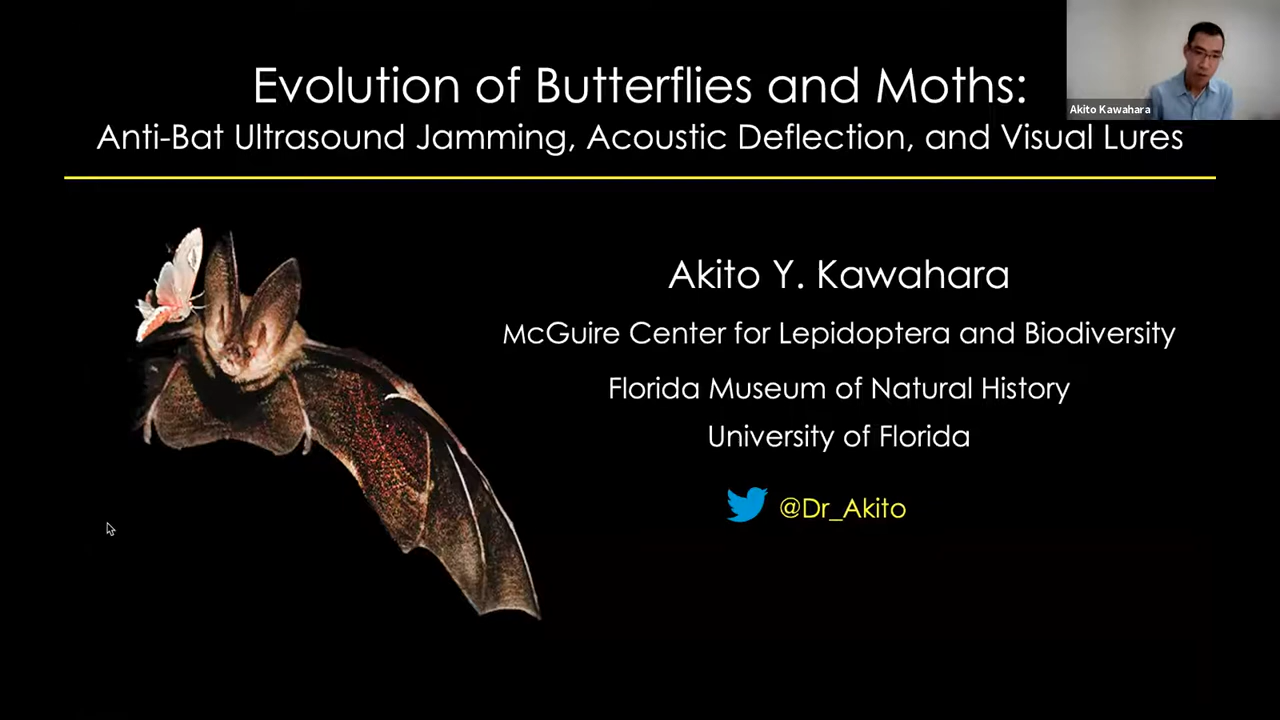 Evolution of Butterflies and Moths:
Akito Kawahara
Anti-Bat Ultrasound Jamming, Acoustic Deflection, and Visual Lures
Akito Y. Kawahara
McGuire Center for Lepidoptera and Biodiversity
Florida Museum of Natural History
University of Florida
@Dr_Akito